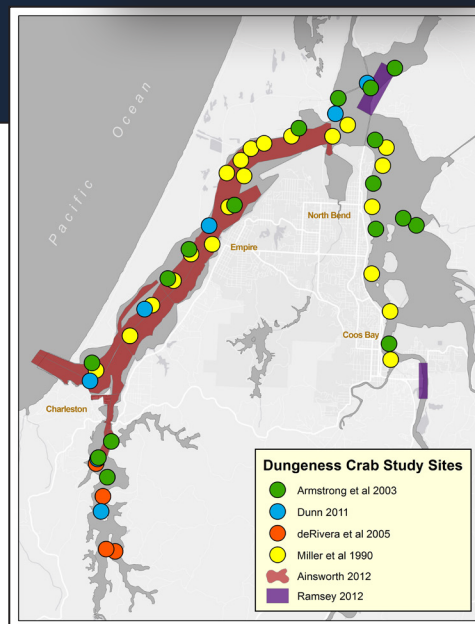 Pacific Ocean
North Bend
Empire
Coos Bay
Charleston
Dungeness Crab Study Sites
Armstrong et al 2003
Dunn 2011
deRivera et al 2005
Miller et al 1990
Ainsworth 2012
Ramsey 2012